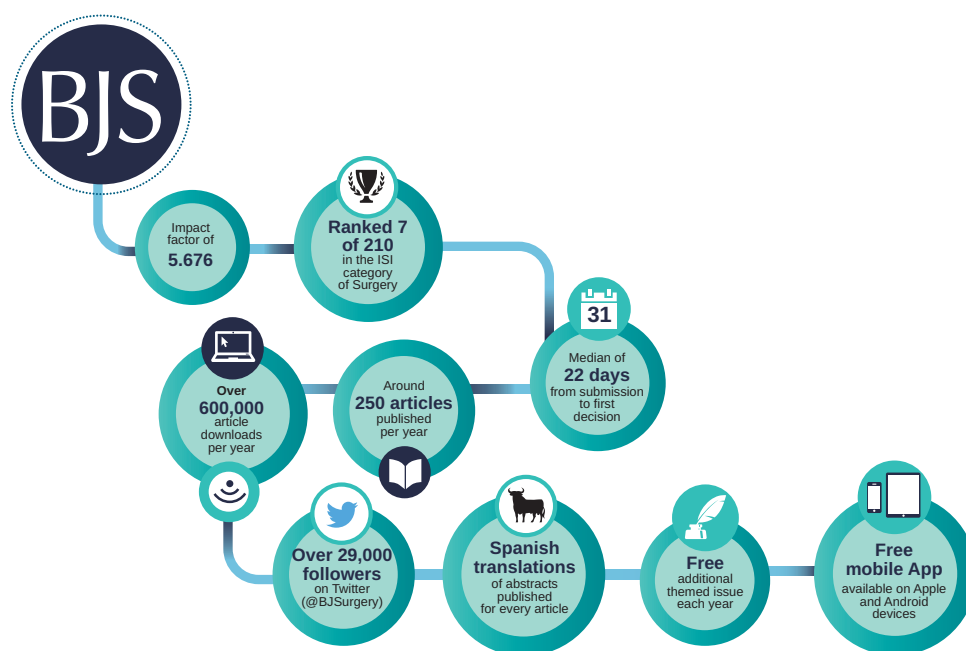 BJS
Impact
factor of
5.676
Ranked 7
of 210
in the ISI
category
of Surgery
31
Median of
22 days
from submission
to first
decision
Around
250 articles
published
per year
Over
600,000
article
downloads
per year
Over 29,000
followers
on Twitter
(@BJSurgery)
Spanish
translations
of abstracts
published
for every article
Free
additional
themed issue
each year
Free
mobile App
available on Apple
and Android
devices